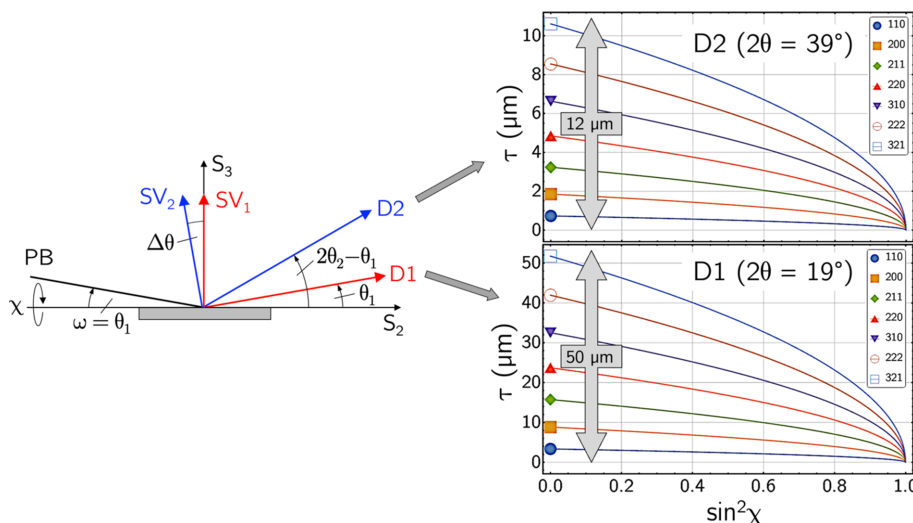 S₃
SV₂
SV₁
D2
Δθ
PB
2θ₂−θ₁
D1
χ
θ₁
ω = θ₁
S₂
D2 (2θ = 39°)
τ (μm)
10
8
6
4
2
0
12 μm
110
200
211
220
310
222
321
D1 (2θ = 19°)
τ (μm)
50
40
30
20
10
0
50 μm
110
200
211
220
310
222
321
0.0 0.2 0.4 0.6 0.8 1.0
sin²χ